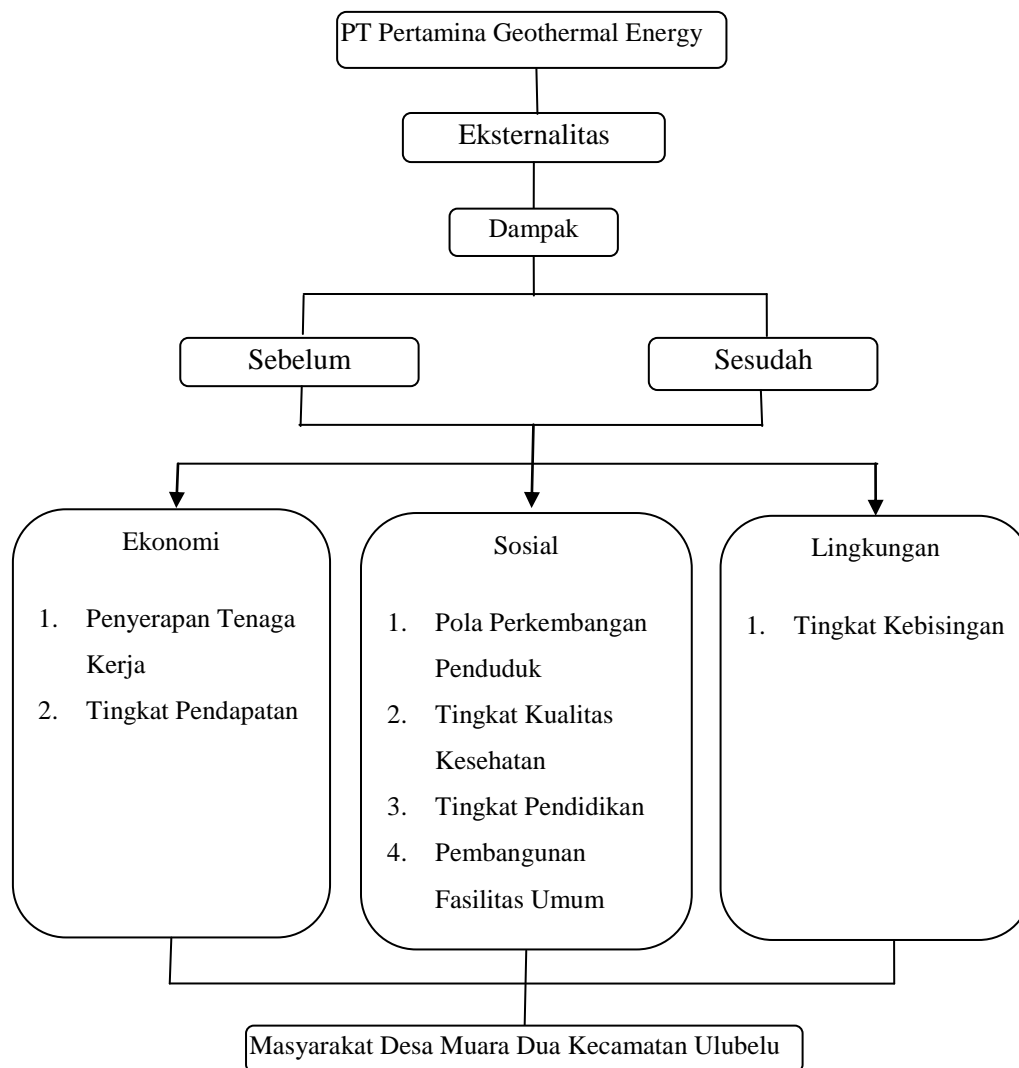 PT Pertamina Geothermal Energy
Eksternalitas
Dampak
Sebelum
Sesudah
Ekonomi
1. Penyerapan Tenaga
Kerja
2. Tingkat Pendapatan
Sosial
1. Pola Perkembangan
Penduduk
2. Tingkat Kualitas
Kesehatan
3. Tingkat Pendidikan
4. Pembangunan
Fasilitas Umum
Lingkungan
1. Tingkat Kebisingan
Masyarakat Desa Muara Dua Kecamatan Ulubelu